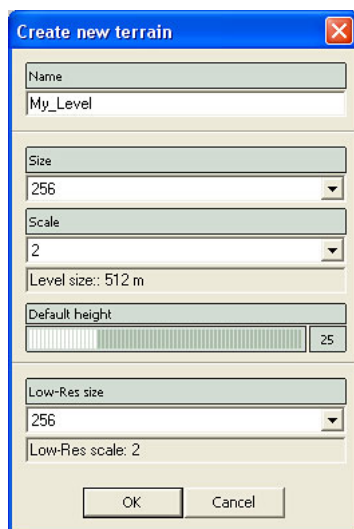 Create new terrain
Name
My_Level
Size
256
Scale
2
Level size:: 512 m
Default height
25
Low-Res size
256
Low-Res scale: 2
OK Cancel